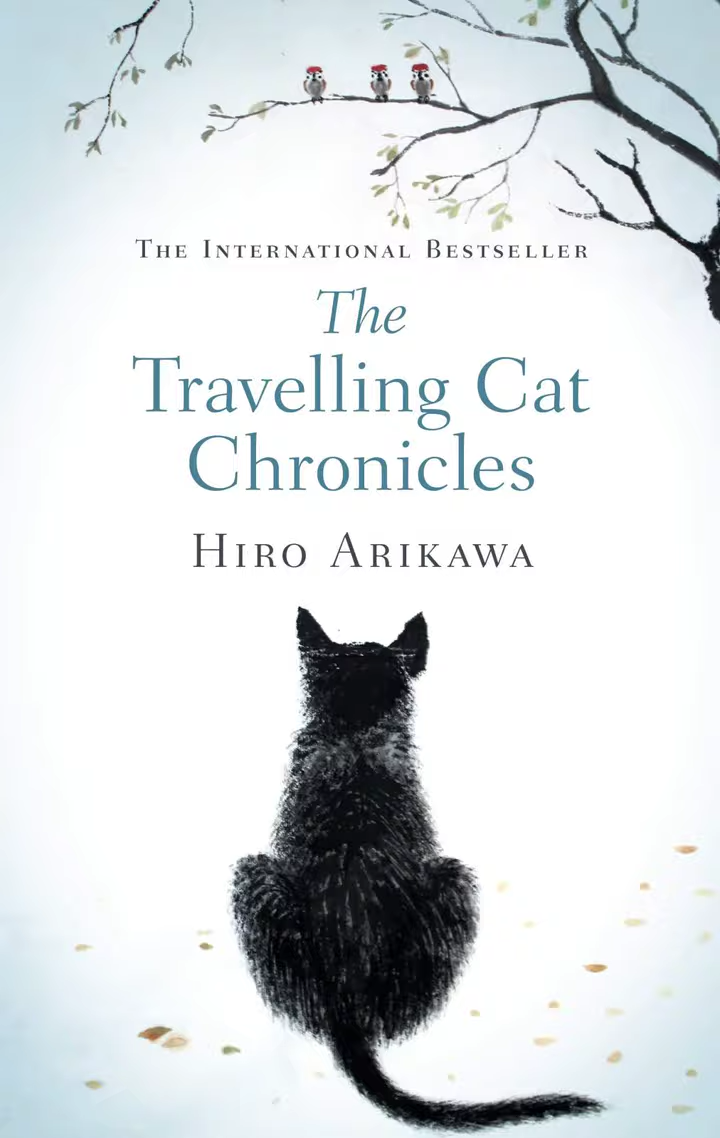 The International Bestseller
The
Travelling Cat
Chronicles
Hiro Arikawa